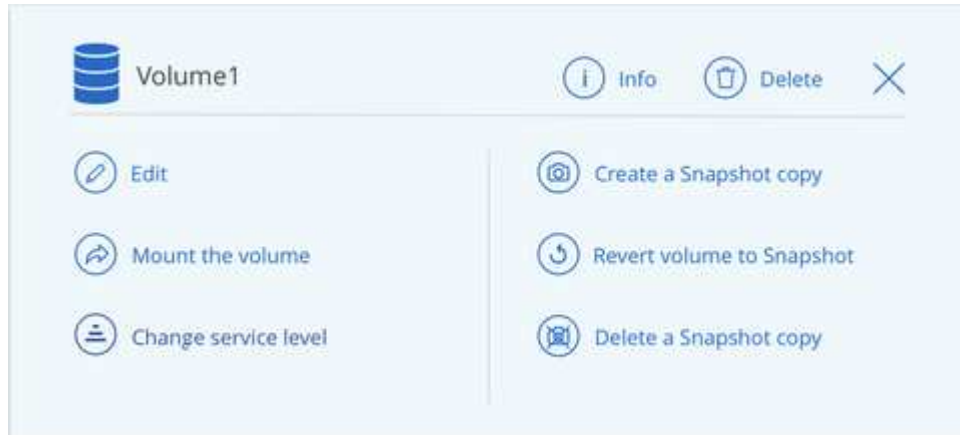 Volume1
Info
Delete
Edit
Mount the volume
Change service level
Create a Snapshot copy
Revert volume to Snapshot
Delete a Snapshot copy